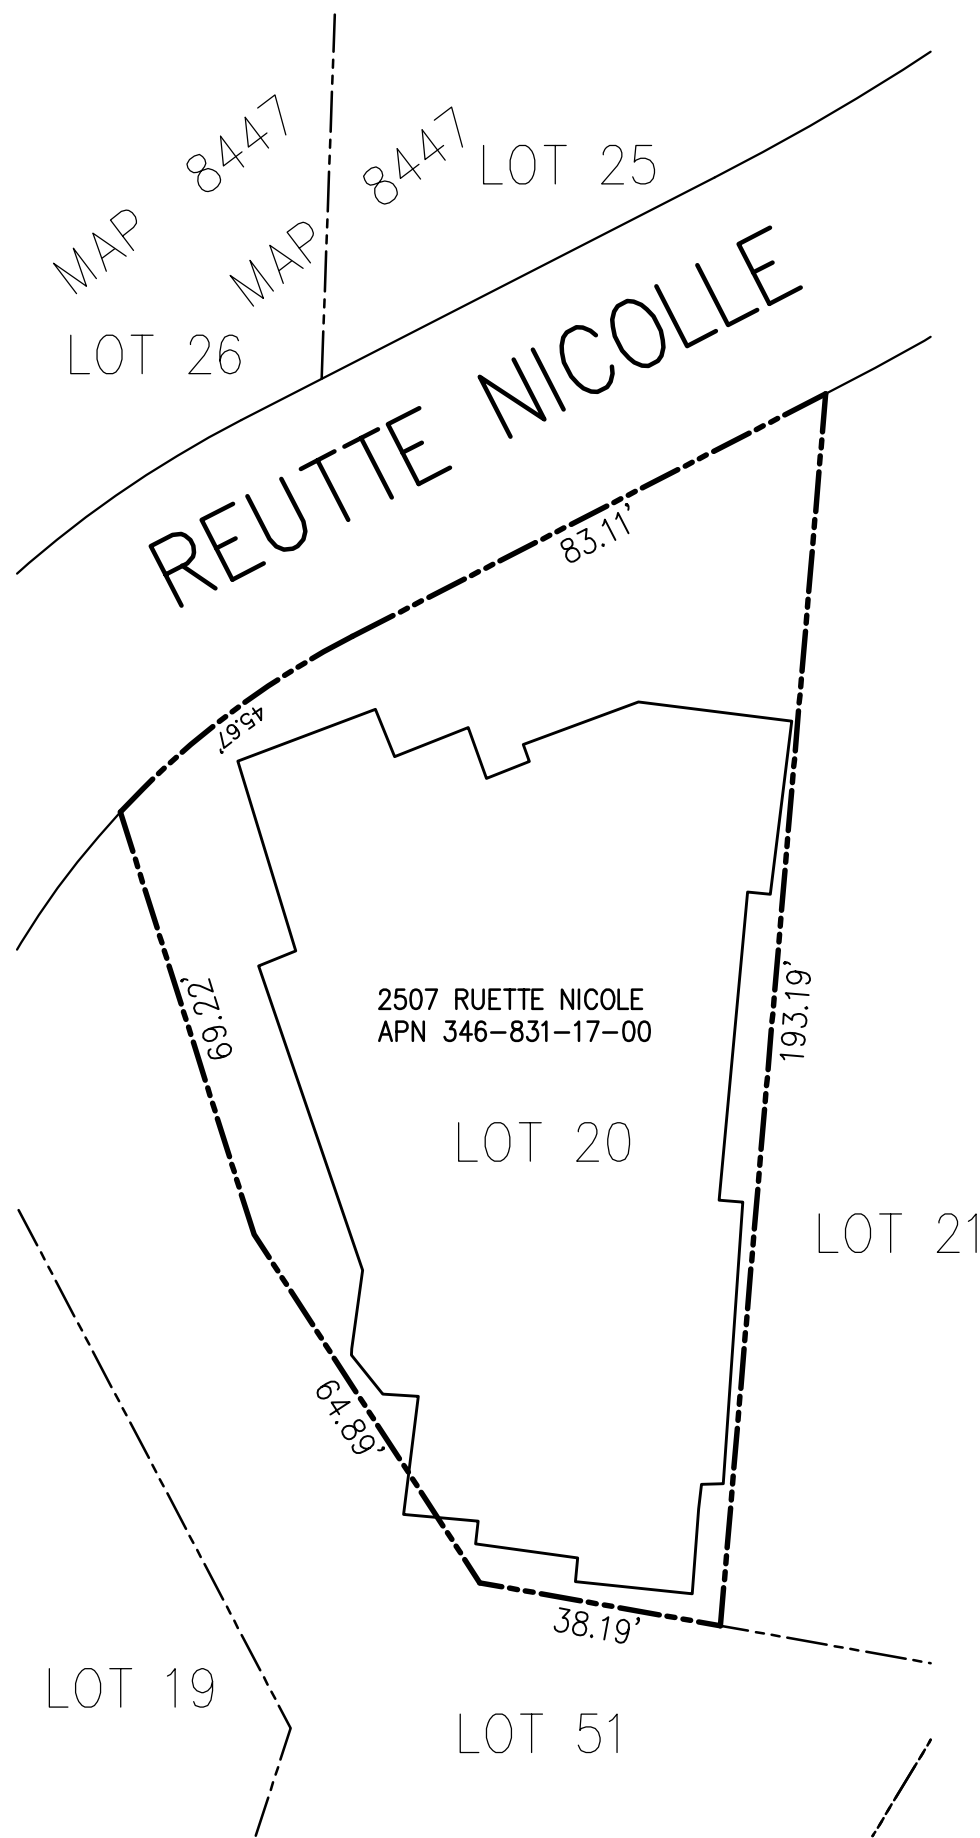 MAP 8447
MAP 8447
LOT 25
LOT 26
REUTTE NICOLLE
83.11'
45.67'
69.22'
2507 RUETTE NICOLE
APN 346-831-17-00
193.19'
LOT 20
LOT 21
64.89'
38.19'
LOT 19
LOT 51